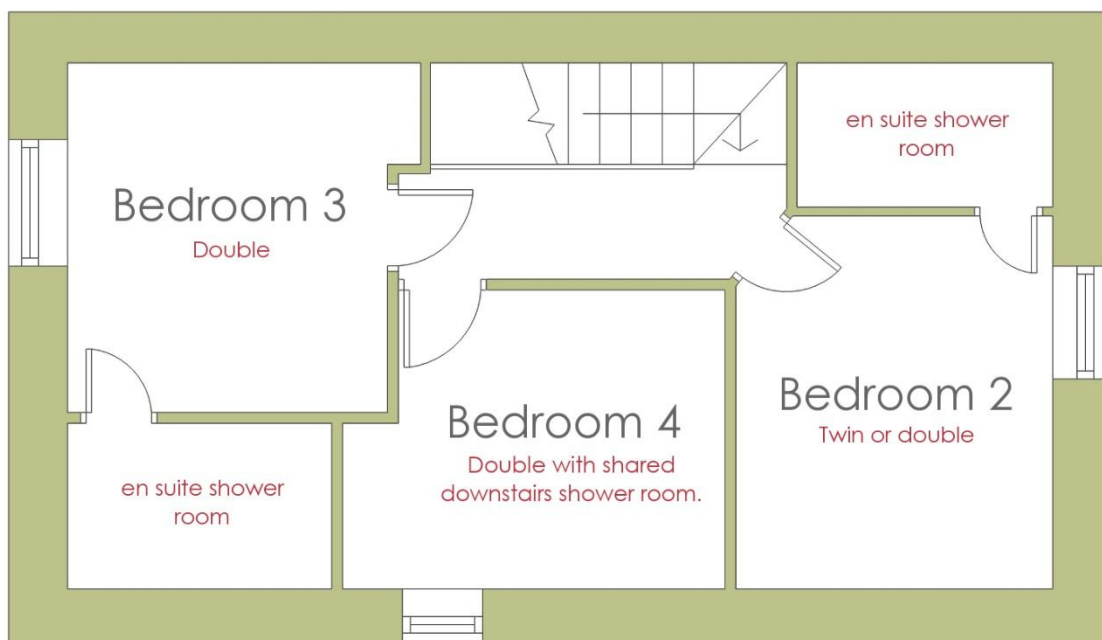 Bedroom 3
Double
en suite shower
room
Bedroom 4
Double with shared
downstairs shower room.
en suite shower
room
Bedroom 2
Twin or double